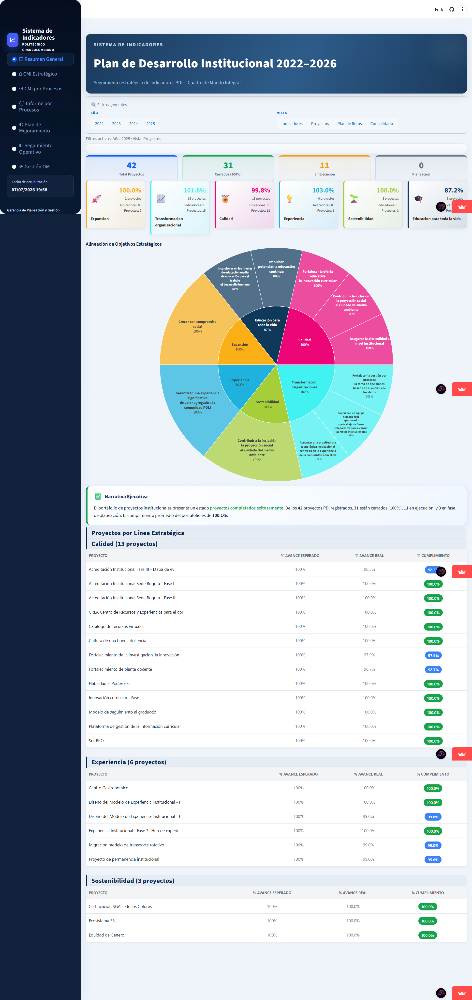 Fork
Sistema de
Indicadores
POLITÉCNICO
GRANCOLOMBIANO
Resumen General
CMI Estratégico
CMI por Procesos
Informe por
Procesos
Plan de
Mejoramiento
Seguimiento
Operativo
Gestión OM
Fecha de actualización
07/07/2026 19:58
Gerencia de Planeación y Gestión
SISTEMA DE INDICADORES
Plan de Desarrollo Institucional 2022–2026
Seguimiento estratégico de indicadores PDI · Cuadro de Mando Integral
Filtros generales
AÑO
2022 2023 2024 2025
VISTA
Indicadores Proyectos Plan de Retos Consolidado
Filtros activos: Año: 2025 · Vista: Proyectos
42
Total Proyectos
31
Cerrados (100%)
11
En Ejecución
0
Planeación
100.0%
2 proyectos
Indicadores: 0 ·
Proyectos: 2
Expansion
101.8%
15 proyectos
Indicadores: 0 ·
Proyectos: 15
Transformacion
organizacional
99.8%
13 proyectos
Indicadores: 0 ·
Proyectos: 13
Calidad
103.0%
6 proyectos
Indicadores: 0 ·
Proyectos: 6
Experiencia
100.0%
3 proyectos
Indicadores: 0 ·
Proyectos: 3
Sostenibilidad
87.2%
3 proyectos
Educacion para toda la vida
Alineación de Objetivos Estratégicos
Incursionar en los niveles
de educación media
de educación para el
trabajo
el desarrollo humano
87%
Impulsar
potenciar la educación
continua
88%
Fortalecer la oferta
educativa
la innovación curricular
100%
Contribuir a la inclusión
la proyección social
el cuidado del medio
ambiente
100%
Asegurar la alta calidad a
nivel institucional
100%
Crecer con compromiso
social
100%
Educación para
toda la vida
87%
Expansión
100%
Calidad
100%
Experiencia
103%
Sostenibilidad
100%
Transformación
Organizacional
102%
Garantizar una experiencia
significativa
de valor agregado a la
comunidad POLI
103%
Fortalecer la gestión por
procesos
la toma de decisiones
basada en el análisis de
los datos
103%
Contar con un equipo
humano feliz
apasionado
que trabaja de forma
colaborativa para alcanzar
las metas institucionales
98%
Asegurar una arquitectura
tecnológica institucional
centrada en la experiencia
de la comunidad educativa
100%
Contribuir a la inclusión
la proyección social
el cuidado del medio
ambiente
100%
Narrativa Ejecutiva
El portafolio de proyectos institucionales presenta un estado proyectos completados exitosamente. De los 42 proyectos PDI registrados, 31 están cerrados (100%), 11 en ejecución, y 0 en fase
de planeación. El cumplimiento promedio del portafolio es de 100.1%.
Proyectos por Línea Estratégica
Calidad (13 proyectos)
PROYECTO % AVANCE ESPERADO % AVANCE REAL % CUMPLIMIENTO
Acreditación Institucional Fase III - Etapa de ev 100% 98.5%
Acreditación Institucional Sede Bogotá - Fase I 100% 100.0% 100.0%
Acreditación Institucional Sede Bogotá - Fase II - 100% 100.0% 100.0%
CREA Centro de Recursos y Experiencias para el apr 100% 100.0% 100.0%
Catalogo de recursos virtuales 100% 100.0% 100.0%
Cultura de una buena docencia 100% 100.0% 100.0%
Fortalecimiento de la investigacion, la innovación 100% 97.9% 97.9%
Fortalecimiento de planta docente 100% 98.7% 98.7%
Habilidades Poderosas 100% 100.0% 100.0%
Innovación curricular - Fase I 100% 100.0% 100.0%
Modelo de seguimiento al graduado 100% 100.0% 100.0%
Plataforma de gestión de la información curricular 100% 100.0% 100.0%
Ser PRO 100% 100.0% 100.0%
Experiencia (6 proyectos)
PROYECTO % AVANCE ESPERADO % AVANCE REAL % CUMPLIMIENTO
Centro Gastronómico 100% 100.0% 100.0%
Diseño del Modelo de Experiencia Institucional - F 100% 100.0% 100.0%
Diseño del Modelo de Experiencia Institucional - F 100% 99.0% 99.0%
Experiencia Institucional - Fase 3- Hub de experie 100% 100.0% 100.0%
Migración modelo de transporte rotativo 100% 99.0% 99.0%
Proyecto de permanencia institucional 100% 99.0% 95.6%
Sostenibilidad (3 proyectos)
PROYECTO % AVANCE ESPERADO % AVANCE REAL % CUMPLIMIENTO
Certificación SGA sede los Colores 100% 100.0% 100.0%
Ecosistema E3 100% 100.0% 100.0%
Equidad de Genero 100% 100.0% 100.0%